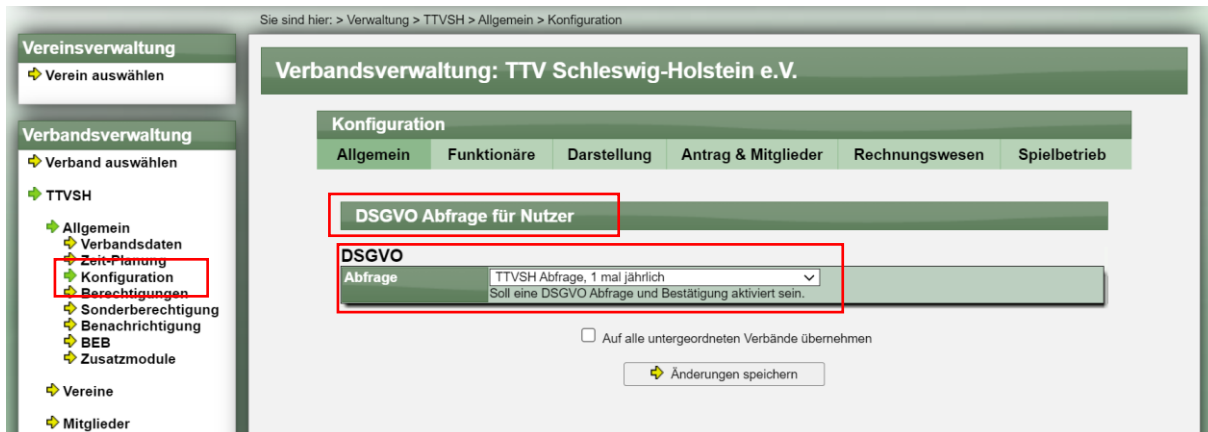 Sie sind hier: > Verwaltung > TTVSH > Allgemein > Konfiguration
Vereinsverwaltung
Verein auswählen
Verbandsverwaltung
Verband auswählen
TTVSH
Allgemein
Verbandsdaten
Zeit-Planung
Konfiguration
Berechtigungen
Sonderberechtigung
Benachrichtigung
BEB
Zusatzmodule
Vereine
Mitglieder
Verbandsverwaltung: TTV Schleswig-Holstein e.V.
Konfiguration
Allgemein Funktionäre Darstellung Antrag & Mitglieder Rechnungswesen Spielbetrieb
DSGVO Abfrage für Nutzer
DSGVO
Abfrage TTVSH Abfrage, 1 mal jährlich
Soll eine DSGVO Abfrage und Bestätigung aktiviert sein.
Auf alle untergeordneten Verbände übernehmen
Änderungen speichern